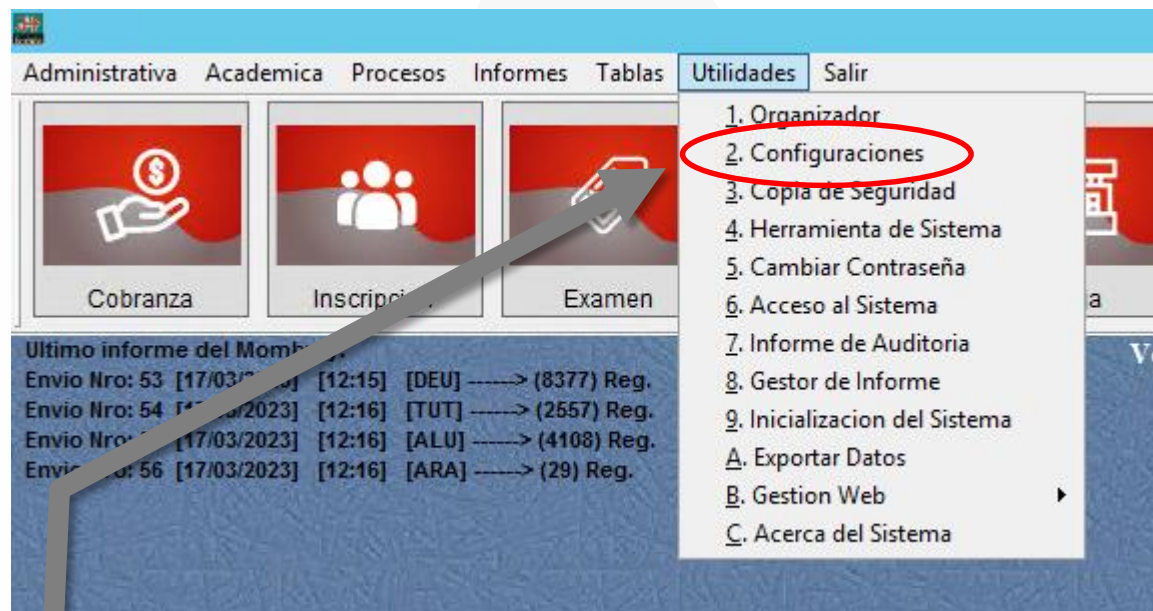 Administrativa Academica Procesos Informes Tablas Utilidades Salir
1. Organizador
2. Configuraciones
3. Copia de Seguridad
4. Herramienta de Sistema
5. Cambiar Contraseña
6. Acceso al Sistema
7. Informe de Auditoria
8. Gestor de Informe
9. Inicializacion del Sistema
A. Exportar Datos
B. Gestion Web
C. Acerca del Sistema
Cobranza Examen
Ultimo informe del
Envio Nro: 53 [12:15] [DEU] ------> (8377) Reg.
Envio Nro: 54 [12:16] [TUT] ------> (2557) Reg.
Envio Nro: [17/03/2023] [12:16] [ALU] ------> (4108) Reg.
56 [17/03/2023] [12:16] [ARA] ------> (29) Reg.